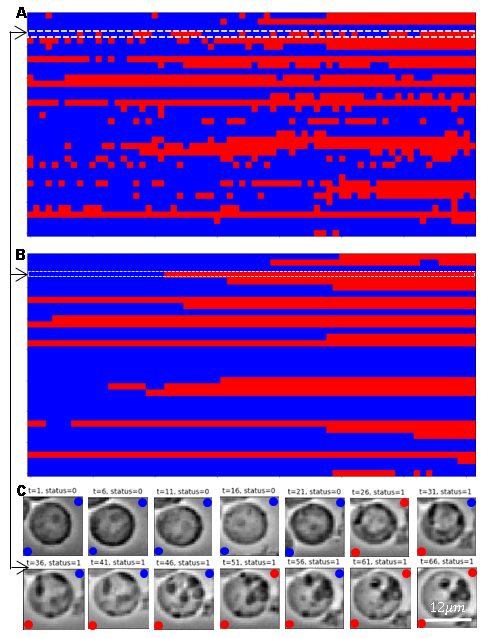 A
B
C
t=1, status=0 t=6, status=0 t=11, status=0 t=16, status=0 t=21, status=0 t=26, status=1 t=31, status=1
t=36, status=1 t=41, status=1 t=46, status=1 t=51, status=1 t=56, status=1 t=61, status=1 t=66, status=1
12μm